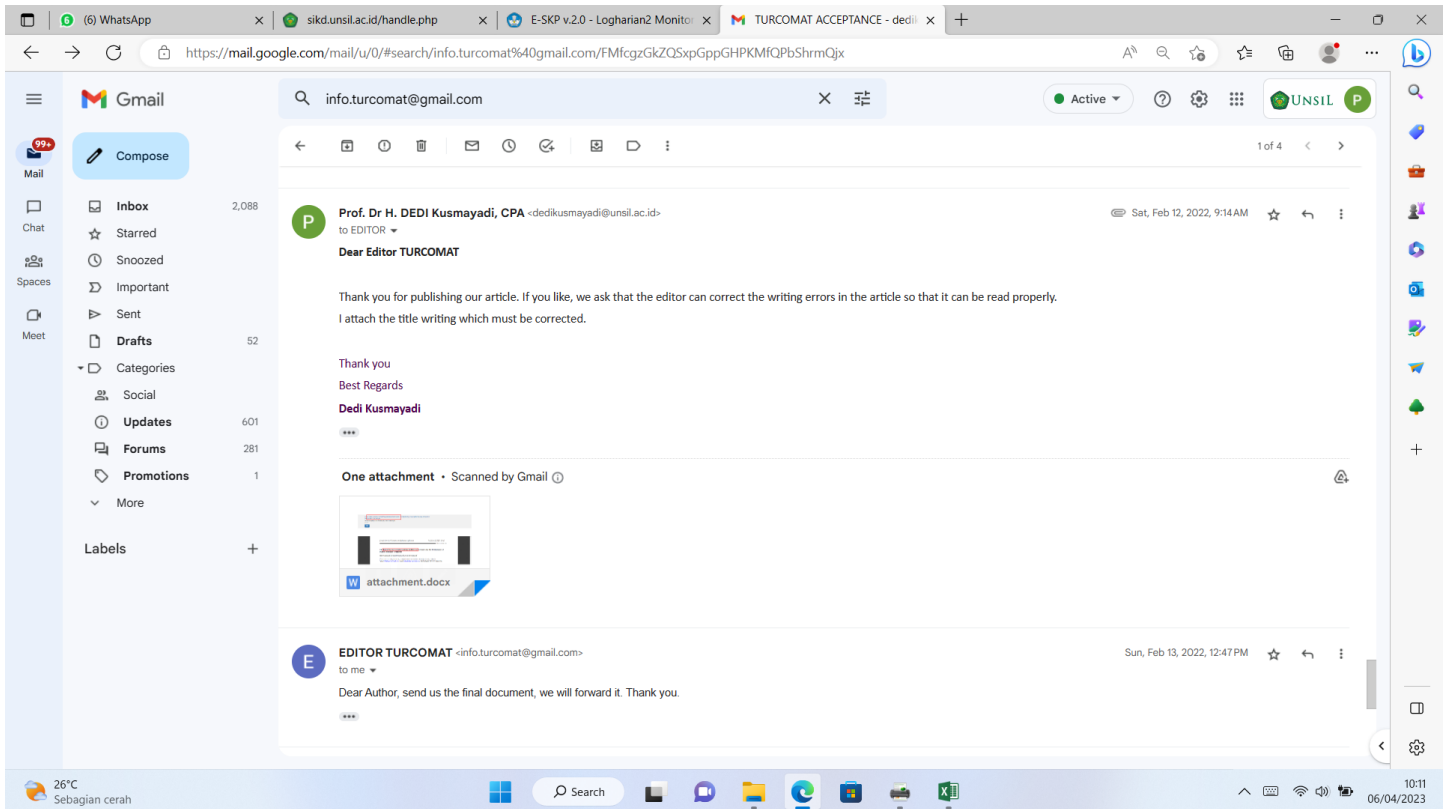 (6) WhatsApp
sikd.unsil.ac.id/handle.php
E-SKP v.2.0 - Logharian2 Monitor
TURCOMAT ACCEPTANCE - dedik
https://mail.google.com/mail/u/0/#search/info.turcomat%40gmail.com/FMfcgzGkZQSxpGppGHPKMfQPbShrmQjx
Gmail
info.turcomat@gmail.com
Active
UNSIL
P
99+
Mail
Chat
Spaces
Meet
Compose
Inbox 2,088
Starred
Snoozed
Important
Sent
Drafts 52
Categories
Social
Updates 601
Forums 281
Promotions 1
More
Labels
1 of 4
P
Prof. Dr H. DEDI Kusmayadi, CPA <dedikusmayadi@unsil.ac.id>
Sat, Feb 12, 2022, 9:14 AM
to EDITOR
Dear Editor TURCOMAT
Thank you for publishing our article. If you like, we ask that the editor can correct the writing errors in the article so that it can be read properly.
I attach the title writing which must be corrected.
Thank you
Best Regards
Dedi Kusmayadi
One attachment • Scanned by Gmail
W attachment.docx
E
EDITOR TURCOMAT <info.turcomat@gmail.com>
Sun, Feb 13, 2022, 12:47 PM
to me
Dear Author, send us the final document, we will forward it. Thank you.
26°C
Sebagian cerah
Search
10:11
06/04/2023